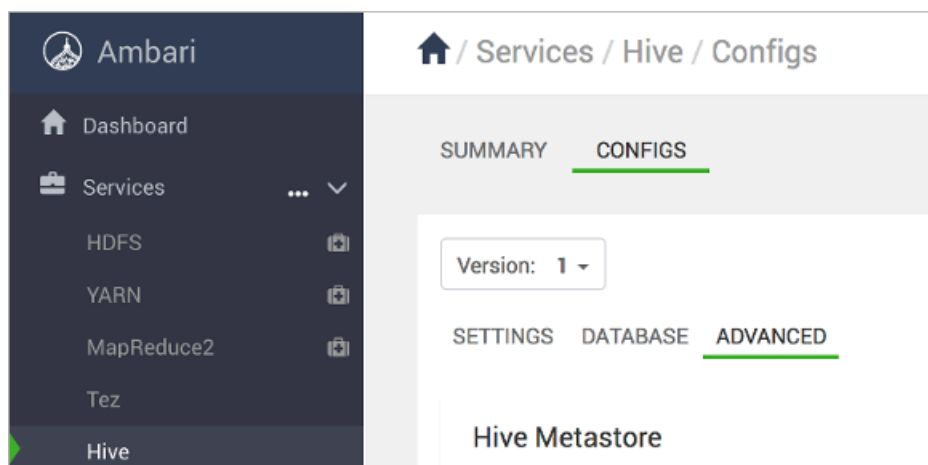 Ambari
/ Services / Hive / Configs
Dashboard
Services
...
HDFS
YARN
MapReduce2
Tez
Hive
SUMMARY CONFIGS
Version: 1
SETTINGS DATABASE ADVANCED
Hive Metastore